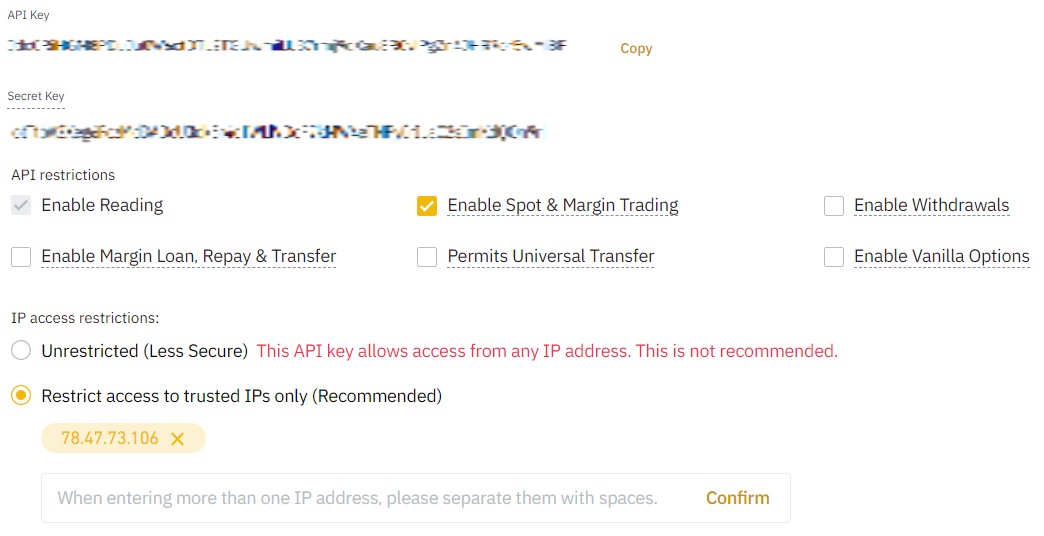 API Key
Copy
Secret Key
API restrictions
Enable Reading
Enable Spot & Margin Trading
Enable Withdrawals
Enable Margin Loan, Repay & Transfer
Permits Universal Transfer
Enable Vanilla Options
IP access restrictions:
Unrestricted (Less Secure) This API key allows access from any IP address. This is not recommended.
Restrict access to trusted IPs only (Recommended)
78.47.73.106
When entering more than one IP address, please separate them with spaces. Confirm